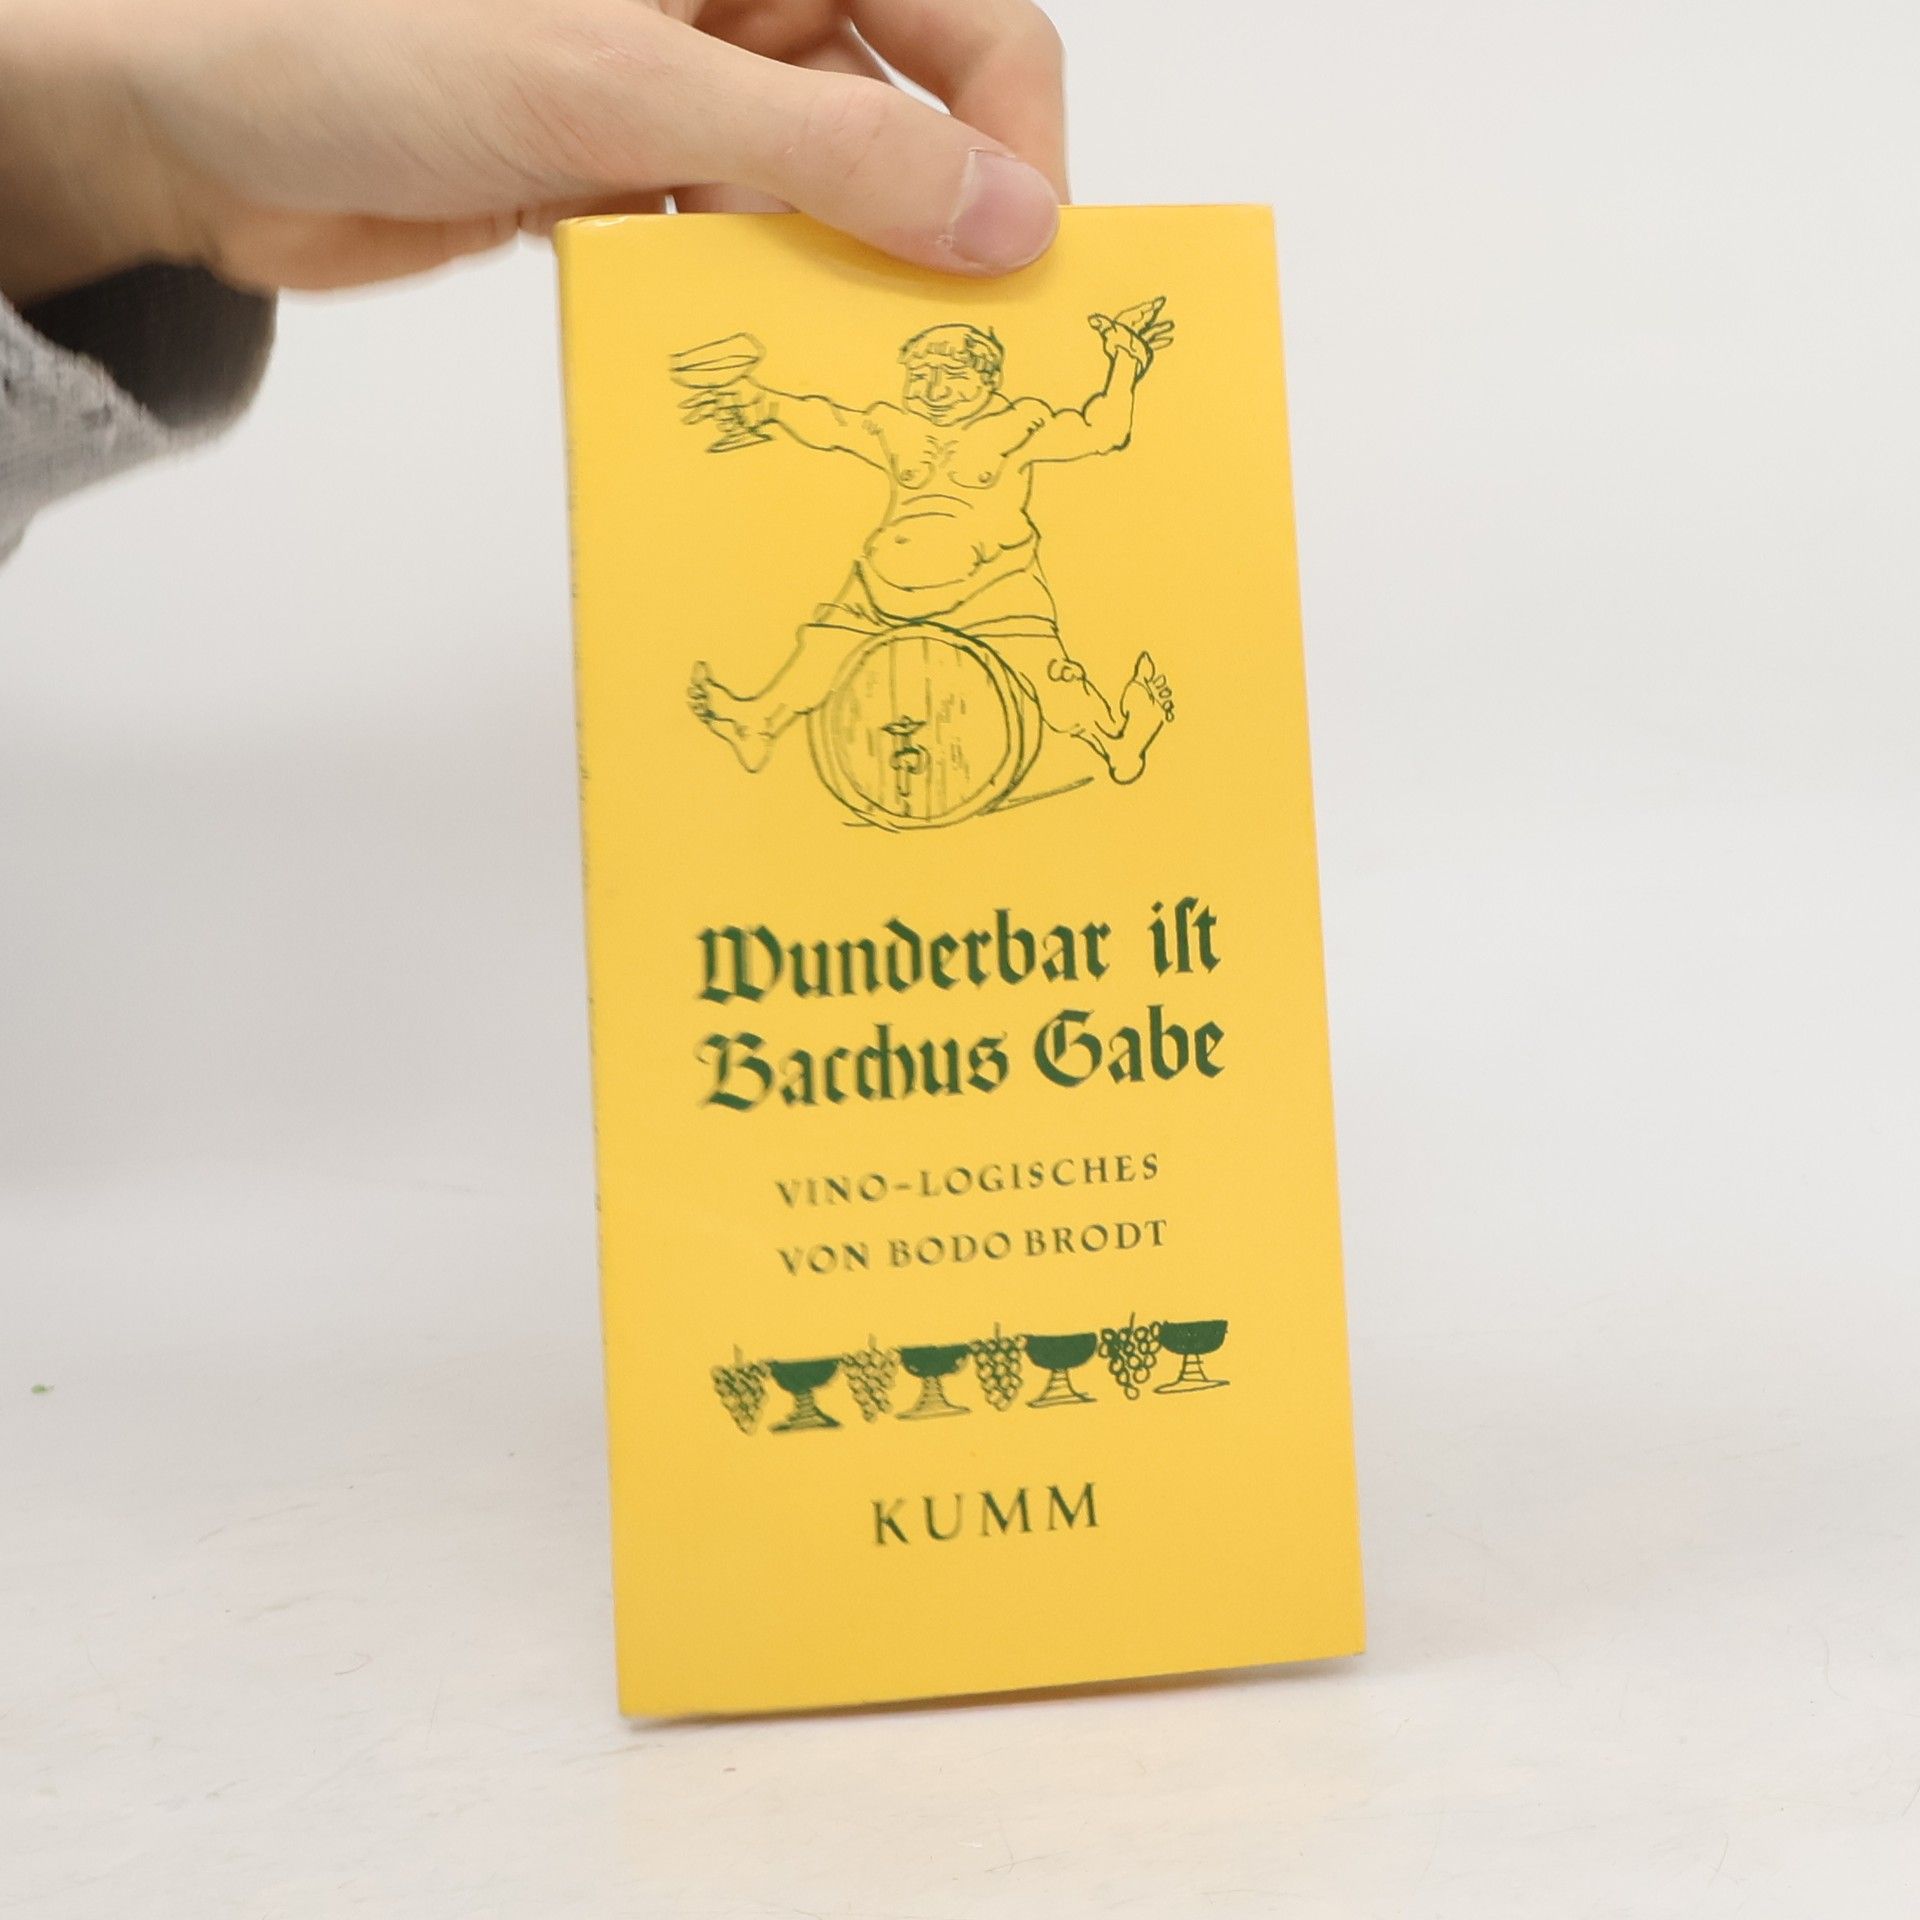 Wunderbar iſt
Bacchus Gabe
VINO-LOGISCHES
VON BODO BRODT
KUMM